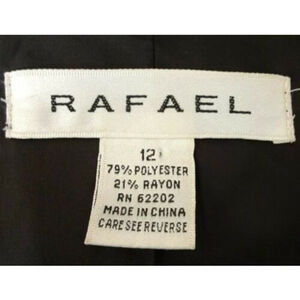 RAFAEL
12
79% POLYESTER
21% RAYON
RN 62202
MADE IN CHINA
CARE SEE REVERSE